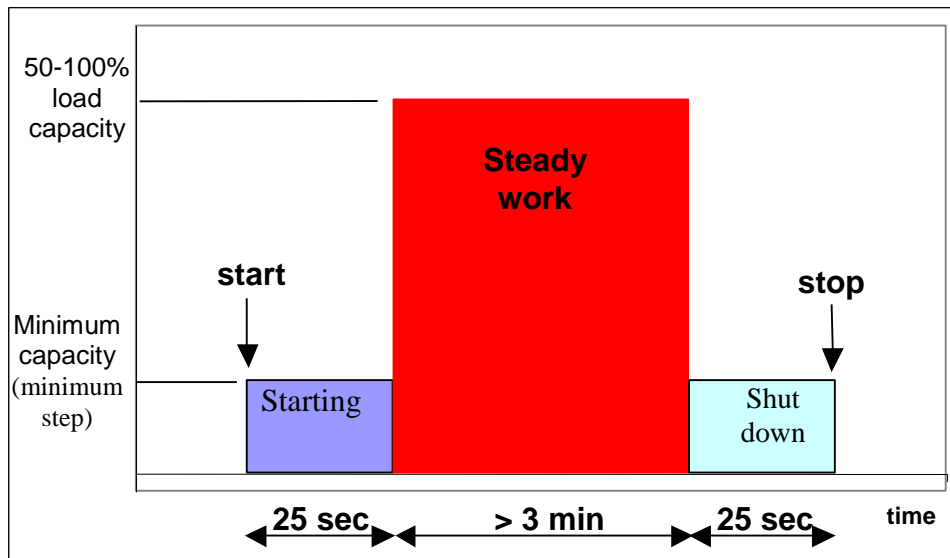 50-100%
load
capacity
Steady
work
start
stop
Minimum
capacity
(minimum
step)
Starting
Shut
down
25 sec
> 3 min
25 sec
time